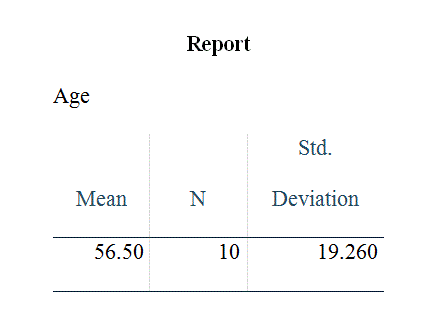 Report
Age
Std.
Mean N Deviation
56.50 10 19.260